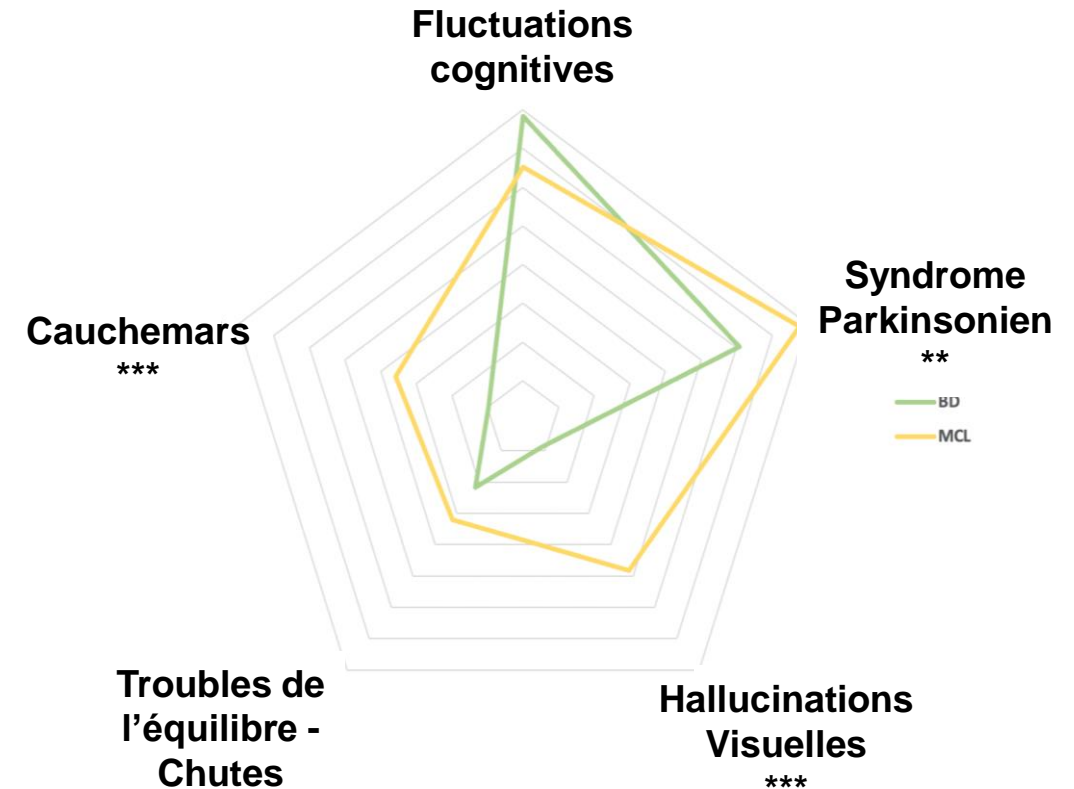 Fluctuations
cognitives
Syndrome
Parkinsonien
**
Cauchemars
***
BD
MCL
Troubles de
l’équilibre -
Chutes
Hallucinations
Visuelles
***